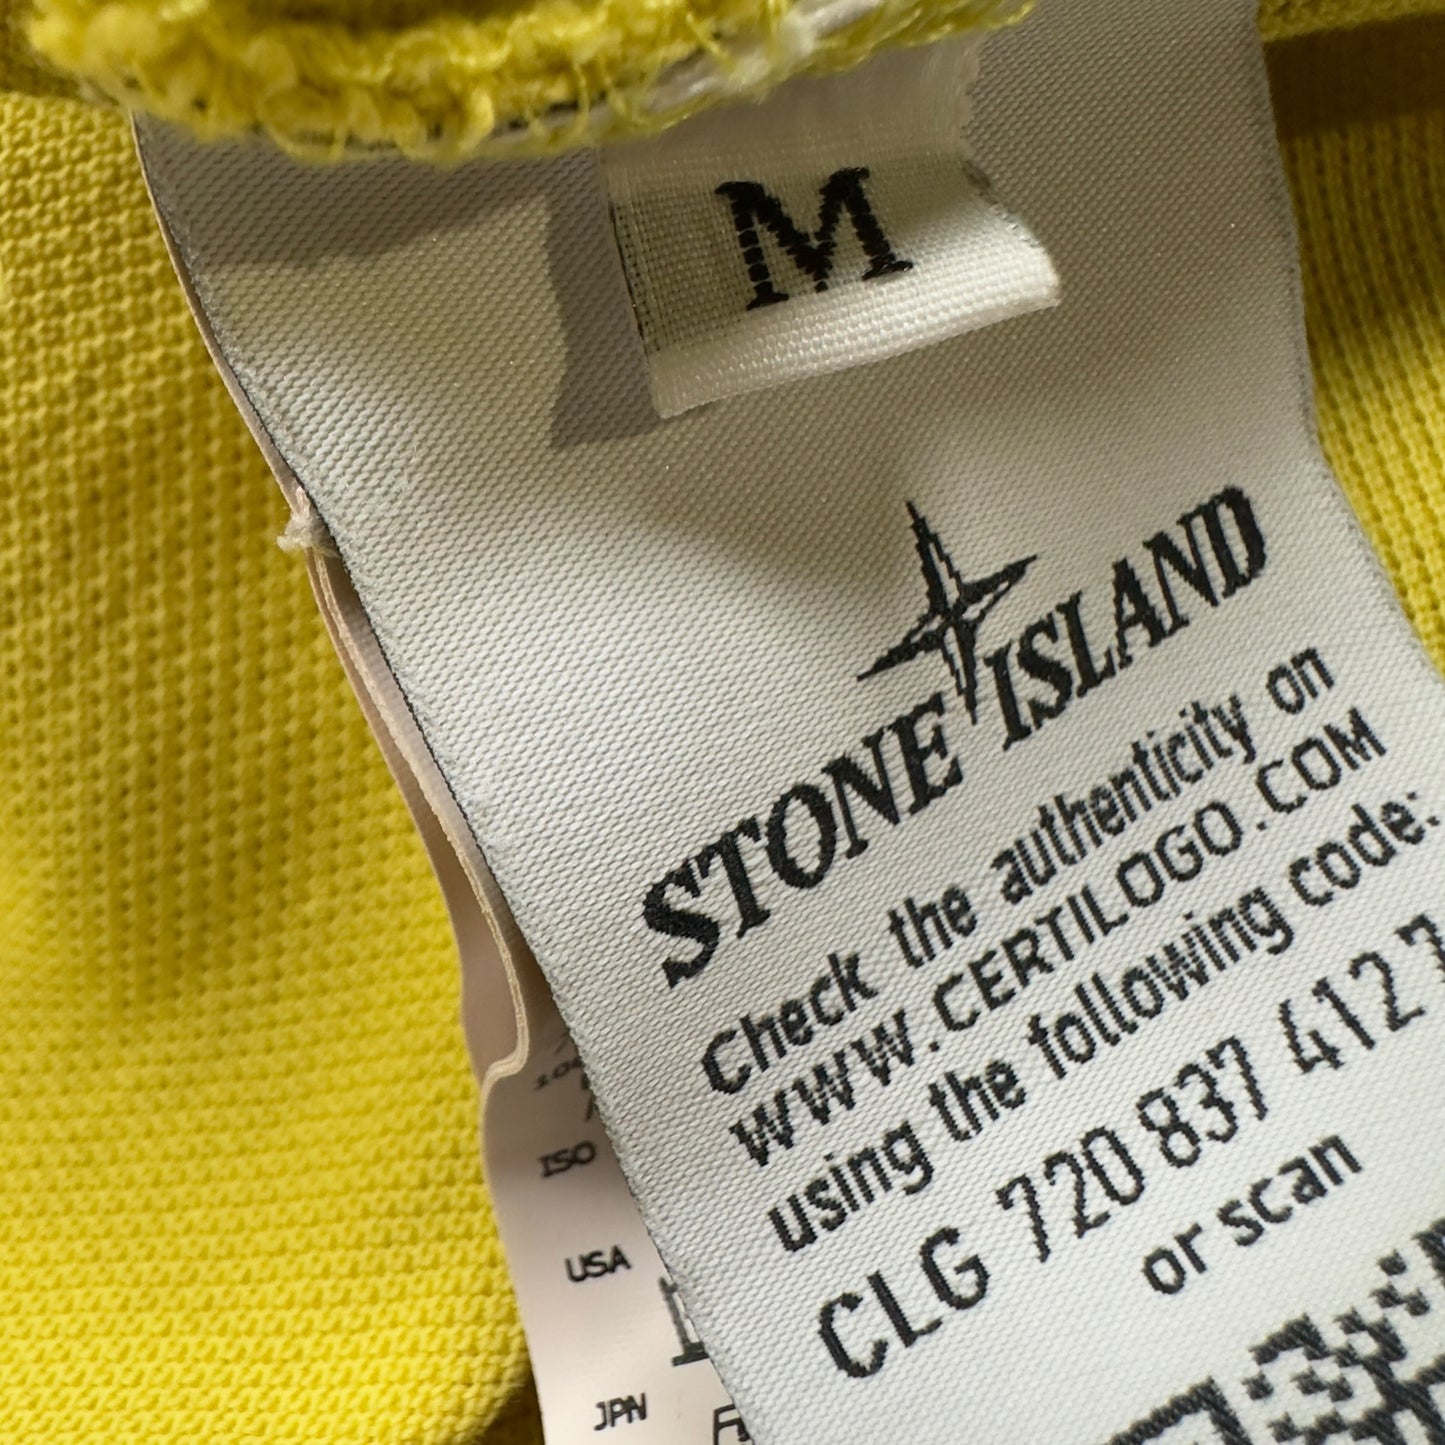 M
STONE ISLAND
Check the authenticity on
WWW.CERTILOGO.COM
using the following code:
CLG 720 837 412
or scan
ISO
USA
JPN